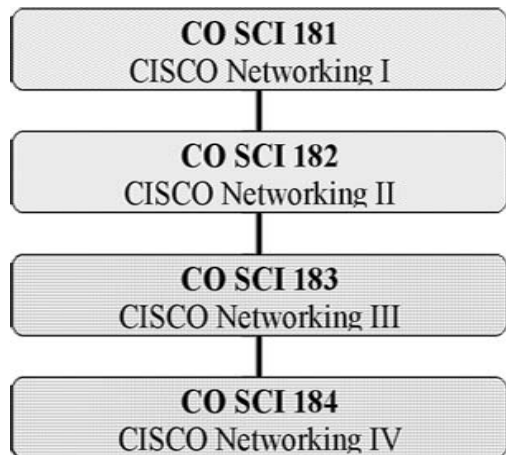 CO SCI 181
CISCO Networking I
CO SCI 182
CISCO Networking II
CO SCI 183
CISCO Networking III
CO SCI 184
CISCO Networking IV